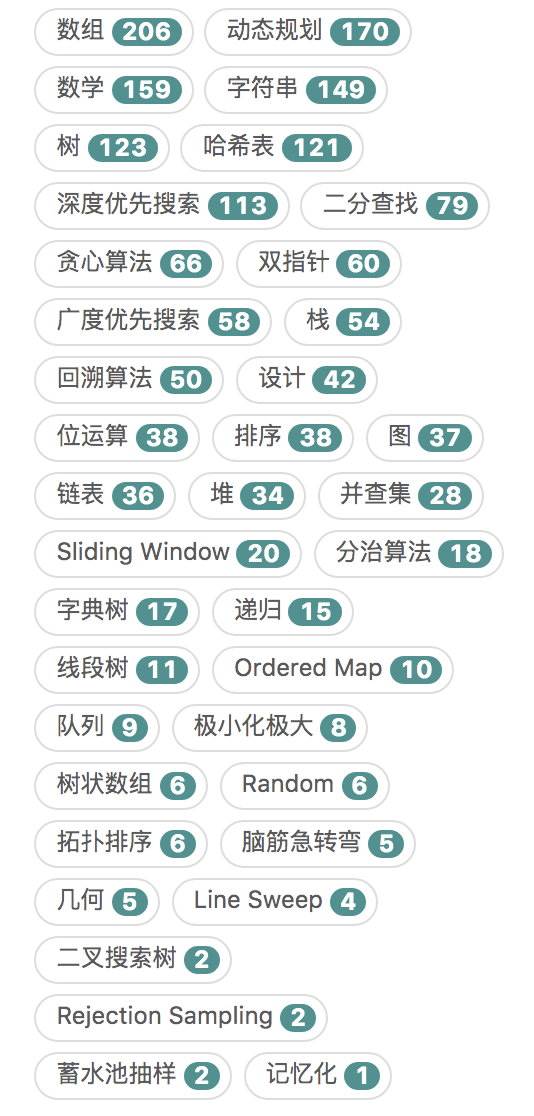 数组 206 动态规划 170
数学 159 字符串 149
树 123 哈希表 121
深度优先搜索 113 二分查找 79
贪心算法 66 双指针 60
广度优先搜索 58 栈 54
回溯算法 50 设计 42
位运算 38 排序 38 图 37
链表 36 堆 34 并查集 28
Sliding Window 20 分治算法 18
字典树 17 递归 15
线段树 11 Ordered Map 10
队列 9 极小化极大 8
树状数组 6 Random 6
拓扑排序 6 脑筋急转弯 5
几何 5 Line Sweep 4
二叉搜索树 2
Rejection Sampling 2
蓄水池抽样 2 记忆化 1